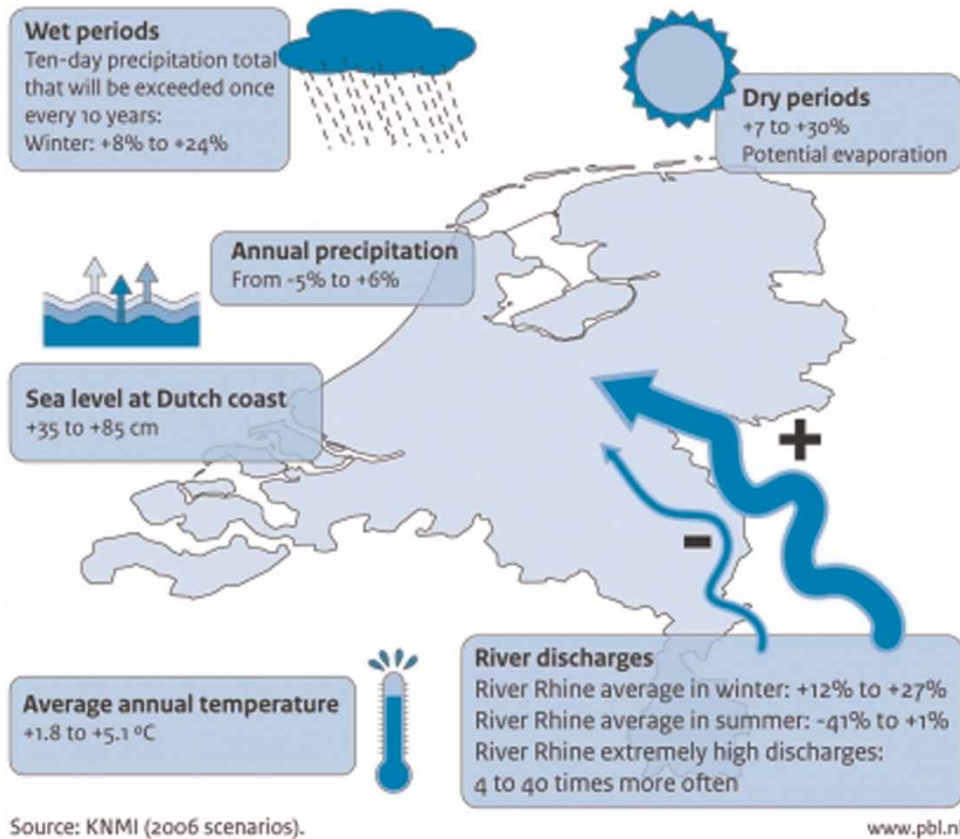 Wet periods
Ten-day precipitation total
that will be exceeded once
every 10 years:
Winter: +8% to +24%
Dry periods
+7 to +30%
Potential evaporation
Annual precipitation
From -5% to +6%
Sea level at Dutch coast
+35 to +85 cm
+
-
Average annual temperature
+1.8 to +5.1 ºC
River discharges
River Rhine average in winter: +12% to +27%
River Rhine average in summer: -41% to +1%
River Rhine extremely high discharges:
4 to 40 times more often
Source: KNMI (2006 scenarios).
www.pbl.nl